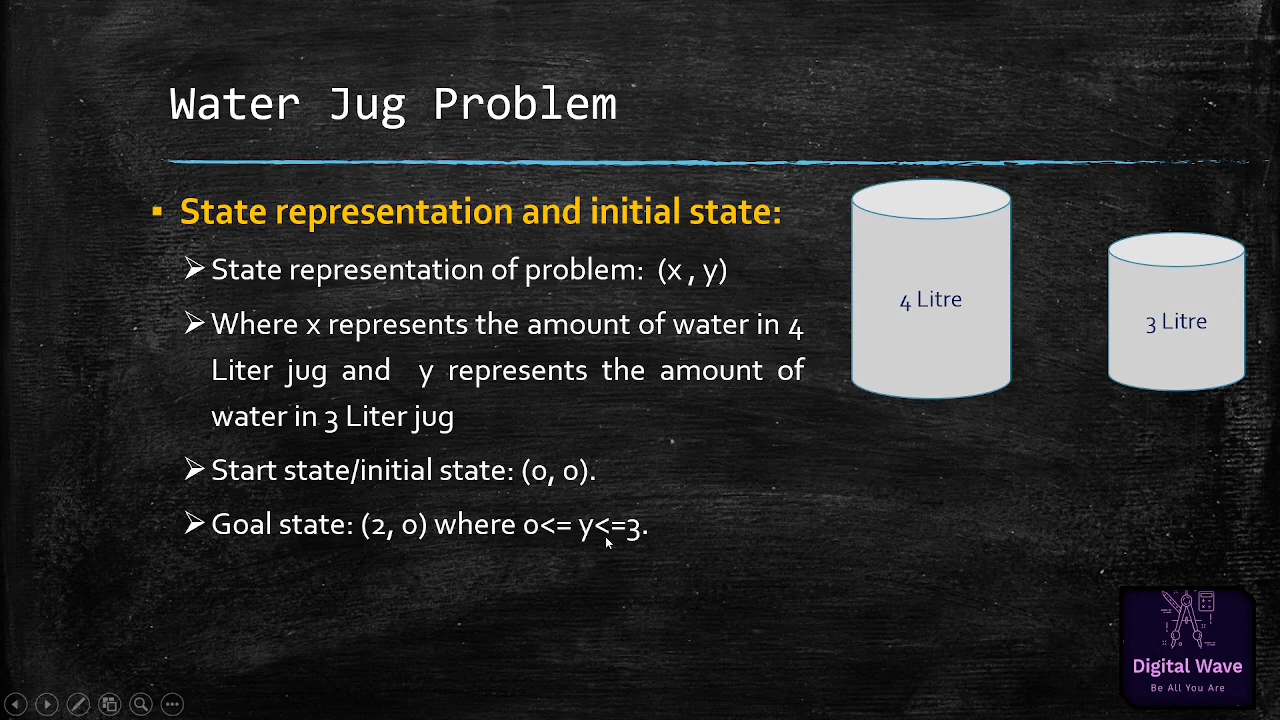 Water Jug Problem
▪ State representation and initial state:
➢ State representation of problem: (x , y)
➢ Where x represents the amount of water in 4
Liter jug and y represents the amount of
water in 3 Liter jug
➢ Start state/initial state: (0, 0).
➢ Goal state: (2, 0) where 0<= y<=3.
4 Litre
3 Litre
Digital Wave
Be All You Are